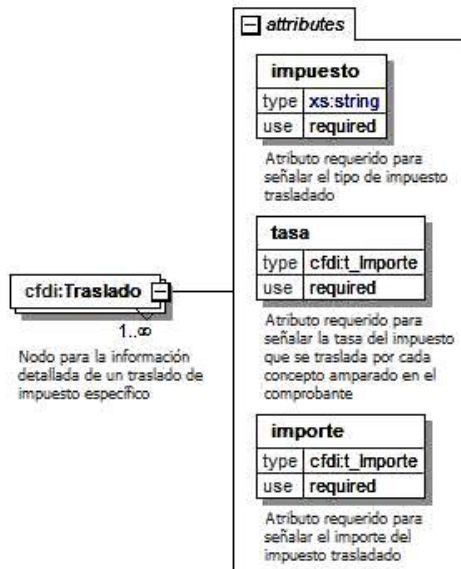 attributes
impuesto
type xs:string
use required
Atributo requerido para
señalar el tipo de impuesto
trasladado
tasa
type cfdi:t_Importe
use required
Atributo requerido para
señalar la tasa del impuesto
que se traslada por cada
concepto amparado en el
comprobante
cfdi:Traslado
1..∞
Nodo para la información
detallada de un traslado de
impuesto específico
importe
type cfdi:t_Importe
use required
Atributo requerido para
señalar el importe del
impuesto trasladado